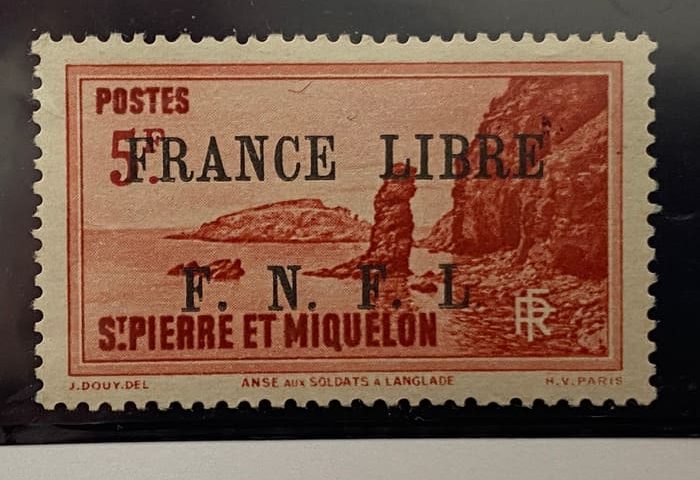 POSTES
5F.
FRANCE LIBRE
F. N. F. L
ST PIERRE ET MIQUELON
RF
J.DOUY.DEL ANSE AUX SOLDATS À LANGLADE H.V.PARIS